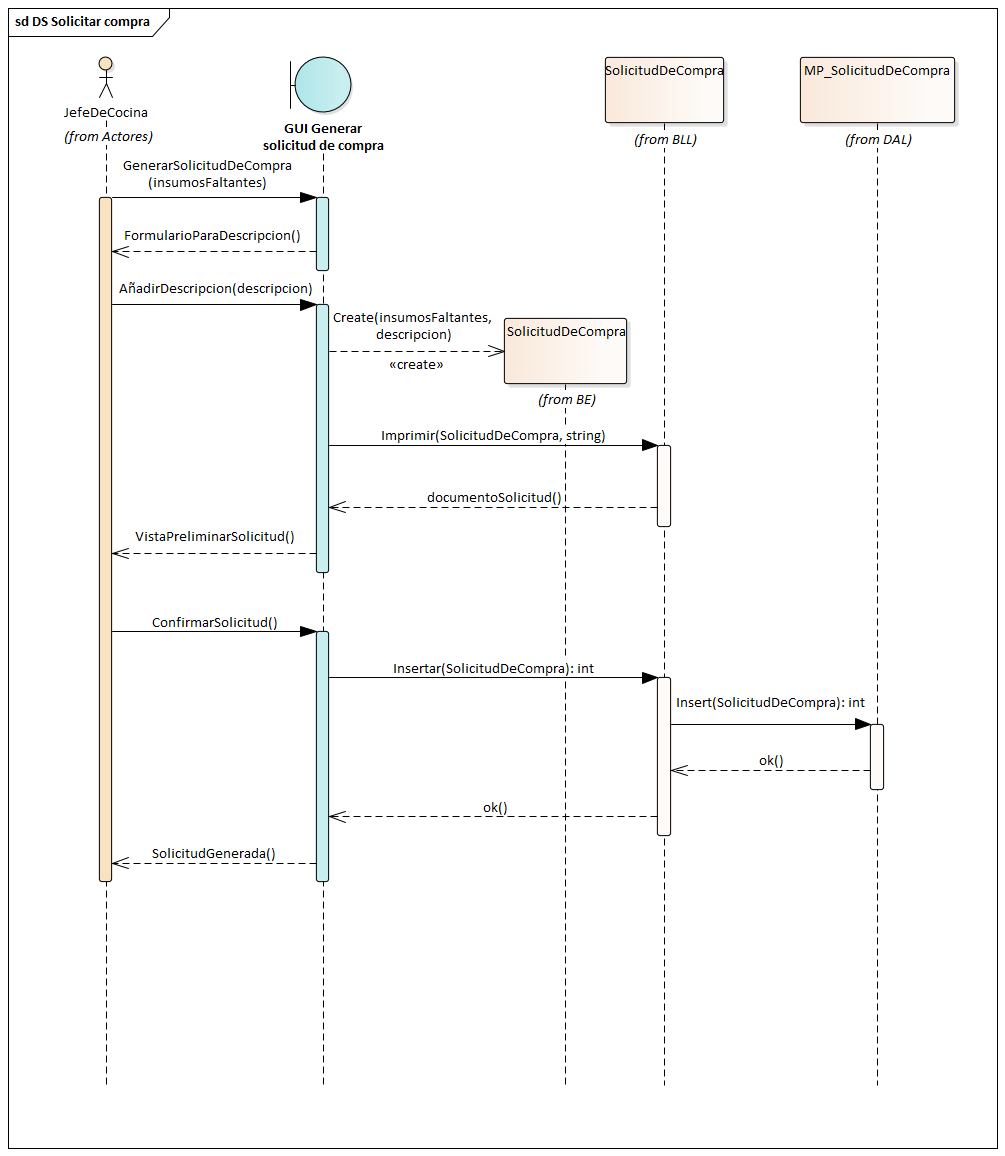 sd DS Solicitar compra
JefeDeCocina
(from Actores)
GUI Generar
solicitud de compra
SolicitudDeCompra
(from BLL)
MP_SolicitudDeCompra
(from DAL)
GenerarSolicitudDeCompra
(insumosFaltantes)
FormularioParaDescripcion()
AñadirDescripcion(descripcion)
Create(insumosFaltantes,
descripcion)
«create»
SolicitudDeCompra
(from BE)
Imprimir(SolicitudDeCompra, string)
documentoSolicitud()
VistaPreliminarSolicitud()
ConfirmarSolicitud()
Insertar(SolicitudDeCompra): int
Insert(SolicitudDeCompra): int
ok()
ok()
SolicitudGenerada()